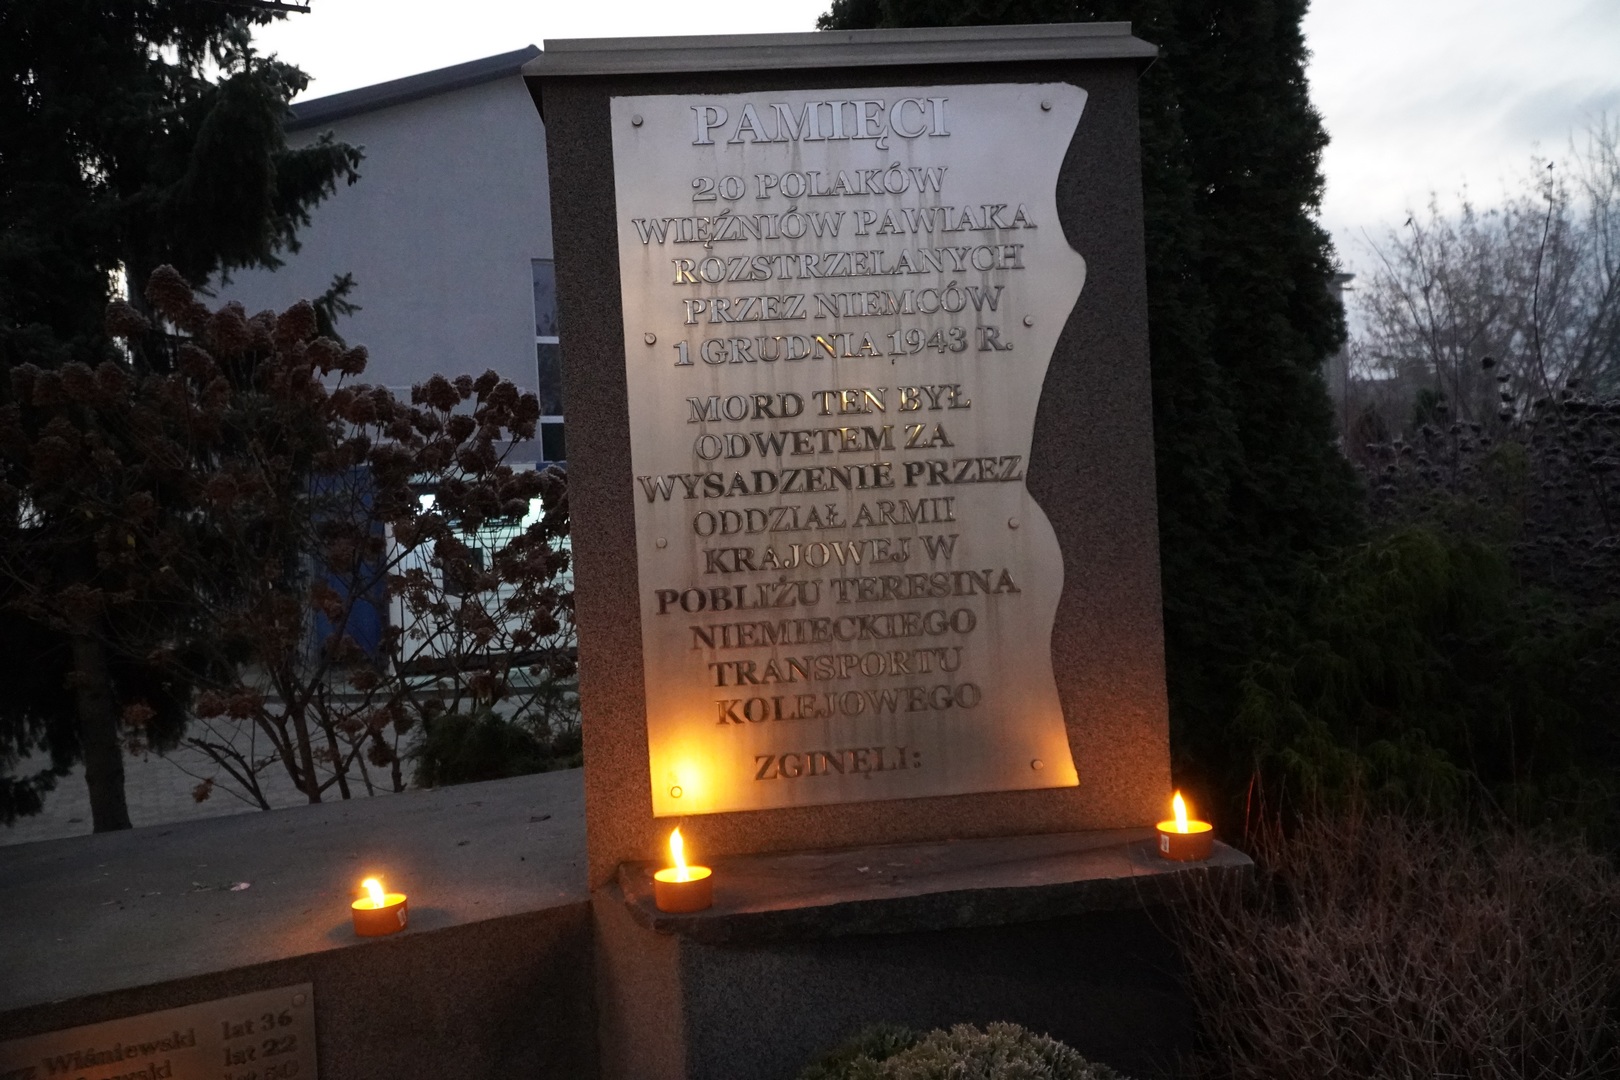 PAMIĘCI
20 POLAKÓW
WIĘŹNIÓW PAWIAKA
ROZSTRZELANYCH
PRZEZ NIEMCÓW
1 GRUDNIA 1943 R.
MORD TEN BYŁ
ODWETEM ZA
WYSADZENIE PRZEZ
ODDZIAŁ ARMII
KRAJOWEJ W
POBLIŻU TERESINA
NIEMIECKIEGO
TRANSPORTU
KOLEJOWEGO
ZGINĘLI:
Wiśniewski lat 36
lat 22